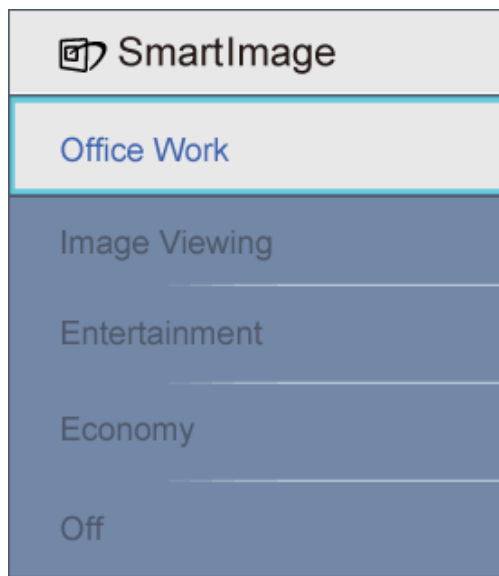 SmartImage
Office Work
Image Viewing
Entertainment
Economy
Off